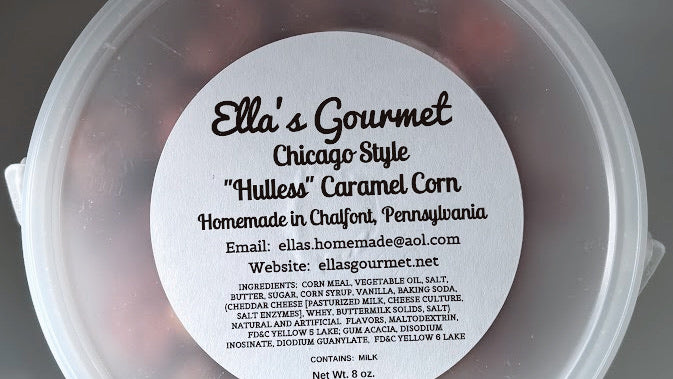 Ella's Gourmet
Chicago Style
"Hulless" Caramel Corn
Homemade in Chalfont, Pennsylvania
Email: ellas.homemade@aol.com
Website: ellasgourmet.net
INGREDIENTS: CORN MEAL, VEGETABLE OIL, SALT,
BUTTER, SUGAR, CORN SYRUP, VANILLA, BAKING SODA,
(CHEDDAR CHEESE [PASTURIZED MILK, CHEESE CULTURE,
SALT ENZYMES], WHEY, BUTTERMILK SOLIDS, SALT)
NATURAL AND ARTIFICIAL FLAVORS, MALTODEXTRIN,
FD&C YELLOW 5 LAKE; GUM ACACIA, DISODIUM
INOSINATE, DIODIUM GUANYLATE, FD&C YELLOW 6 LAKE
CONTAINS: MILK
Net Wt. 8 oz.